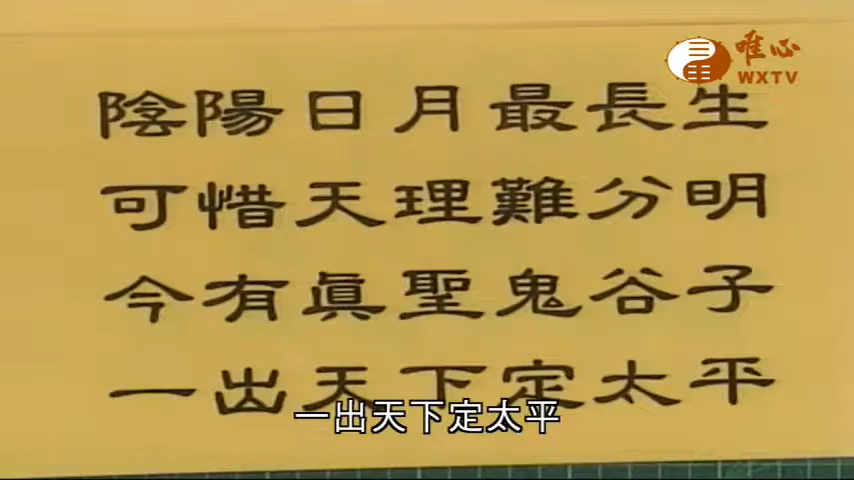 唯心
WXTV
陰陽日月最長生
可惜天理難分明
今有眞聖鬼谷子
一出天下定太平
一出天下定太平